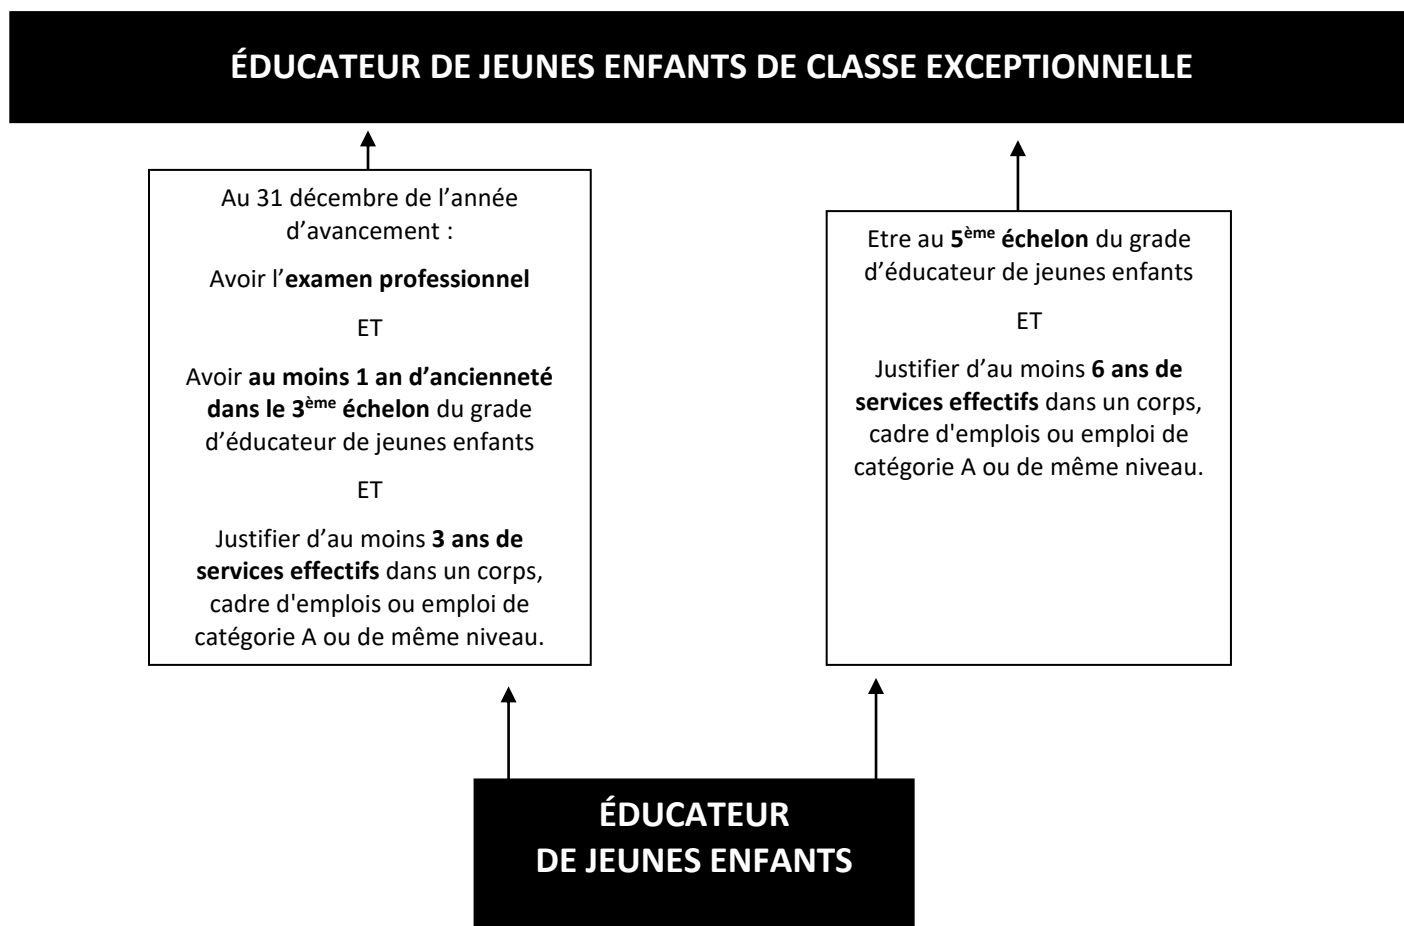 ÉDUCATEUR DE JEUNES ENFANTS DE CLASSE EXCEPTIONNELLE
Au 31 décembre de l’année
d’avancement :
Avoir l’examen professionnel
ET
Avoir au moins 1 an d’ancienneté
dans le 3ème échelon du grade
d’éducateur de jeunes enfants
ET
Justifier d’au moins 3 ans de
services effectifs dans un corps,
cadre d'emplois ou emploi de
catégorie A ou de même niveau.
Etre au 5ème échelon du grade
d’éducateur de jeunes enfants
ET
Justifier d’au moins 6 ans de
services effectifs dans un corps,
cadre d'emplois ou emploi de
catégorie A ou de même niveau.
ÉDUCATEUR
DE JEUNES ENFANTS